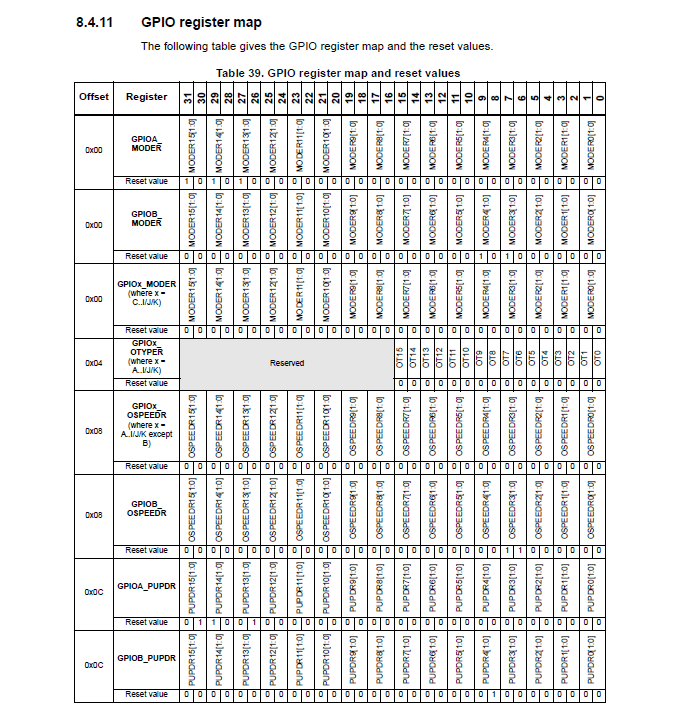 8.4.11 GPIO register map
The following table gives the GPIO register map and the reset values.
Table 39. GPIO register map and reset values
Offset Register 31 30 29 28 27 26 25 24 23 22 21 20 19 18 17 16 15 14 13 12 11 10 9 8 7 6 5 4 3 2 1 0
0x00 GPIOA_
MODER
MODER15[1:0] MODER14[1:0] MODER13[1:0] MODER12[1:0] MODER11[1:0] MODER10[1:0] MODER9[1:0] MODER8[1:0] MODER7[1:0] MODER6[1:0] MODER5[1:0] MODER4[1:0] MODER3[1:0] MODER2[1:0] MODER1[1:0] MODER0[1:0]
Reset value 1 0 1 0 1 0 0 0 0 0 0 0 0 0 0 0 0 0 0 0 0 0 0 0 0 0 0 0 0 0 0 0
0x00 GPIOB_
MODER
MODER15[1:0] MODER14[1:0] MODER13[1:0] MODER12[1:0] MODER11[1:0] MODER10[1:0] MODER9[1:0] MODER8[1:0] MODER7[1:0] MODER6[1:0] MODER5[1:0] MODER4[1:0] MODER3[1:0] MODER2[1:0] MODER1[1:0] MODER0[1:0]
Reset value 0 0 0 0 0 0 0 0 0 0 0 0 0 0 0 0 0 0 0 0 0 0 1 0 1 0 0 0 0 0 0 0
0x00 GPIOx_MODER
(where x =
C..I/J/K)
MODER15[1:0] MODER14[1:0] MODER13[1:0] MODER12[1:0] MODER11[1:0] MODER10[1:0] MODER9[1:0] MODER8[1:0] MODER7[1:0] MODER6[1:0] MODER5[1:0] MODER4[1:0] MODER3[1:0] MODER2[1:0] MODER1[1:0] MODER0[1:0]
Reset value 0 0 0 0 0 0 0 0 0 0 0 0 0 0 0 0 0 0 0 0 0 0 0 0 0 0 0 0 0 0 0 0
0x04 GPIOx_
OTYPER
(where x =
A..I/J/K)
Reserved OT15 OT14 OT13 OT12 OT11 OT10 OT9 OT8 OT7 OT6 OT5 OT4 OT3 OT2 OT1 OT0
Reset value 0 0 0 0 0 0 0 0 0 0 0 0 0 0 0 0
0x08 GPIOx_
OSPEEDR
(where x =
A..I/J/K except
B)
OSPEEDR15[1:0] OSPEEDR14[1:0] OSPEEDR13[1:0] OSPEEDR12[1:0] OSPEEDR11[1:0] OSPEEDR10[1:0] OSPEEDR9[1:0] OSPEEDR8[1:0] OSPEEDR7[1:0] OSPEEDR6[1:0] OSPEEDR5[1:0] OSPEEDR4[1:0] OSPEEDR3[1:0] OSPEEDR2[1:0] OSPEEDR1[1:0] OSPEEDR0[1:0]
Reset value 0 0 0 0 0 0 0 0 0 0 0 0 0 0 0 0 0 0 0 0 0 0 0 0 0 0 0 0 0 0 0 0
0x08 GPIOB_
OSPEEDR
OSPEEDR15[1:0] OSPEEDR14[1:0] OSPEEDR13[1:0] OSPEEDR12[1:0] OSPEEDR11[1:0] OSPEEDR10[1:0] OSPEEDR9[1:0] OSPEEDR8[1:0] OSPEEDR7[1:0] OSPEEDR6[1:0] OSPEEDR5[1:0] OSPEEDR4[1:0] OSPEEDR3[1:0] OSPEEDR2[1:0] OSPEEDR1[1:0] OSPEEDR0[1:0]
Reset value 0 0 0 0 0 0 0 0 0 0 0 0 0 0 0 0 0 0 0 0 0 0 0 0 1 1 0 0 0 0 0 0
0x0C GPIOA_PUPDR
PUPDR15[1:0] PUPDR14[1:0] PUPDR13[1:0] PUPDR12[1:0] PUPDR11[1:0] PUPDR10[1:0] PUPDR9[1:0] PUPDR8[1:0] PUPDR7[1:0] PUPDR6[1:0] PUPDR5[1:0] PUPDR4[1:0] PUPDR3[1:0] PUPDR2[1:0] PUPDR1[1:0] PUPDR0[1:0]
Reset value 0 1 1 0 0 1 0 0 0 0 0 0 0 0 0 0 0 0 0 0 0 0 0 0 0 0 0 0 0 0 0 0
0x0C GPIOB_PUPDR
PUPDR15[1:0] PUPDR14[1:0] PUPDR13[1:0] PUPDR12[1:0] PUPDR11[1:0] PUPDR10[1:0] PUPDR9[1:0] PUPDR8[1:0] PUPDR7[1:0] PUPDR6[1:0] PUPDR5[1:0] PUPDR4[1:0] PUPDR3[1:0] PUPDR2[1:0] PUPDR1[1:0] PUPDR0[1:0]
Reset value 0 0 0 0 0 0 0 0 0 0 0 0 0 0 0 0 0 0 0 0 0 0 0 1 0 0 0 0 0 0 0 0